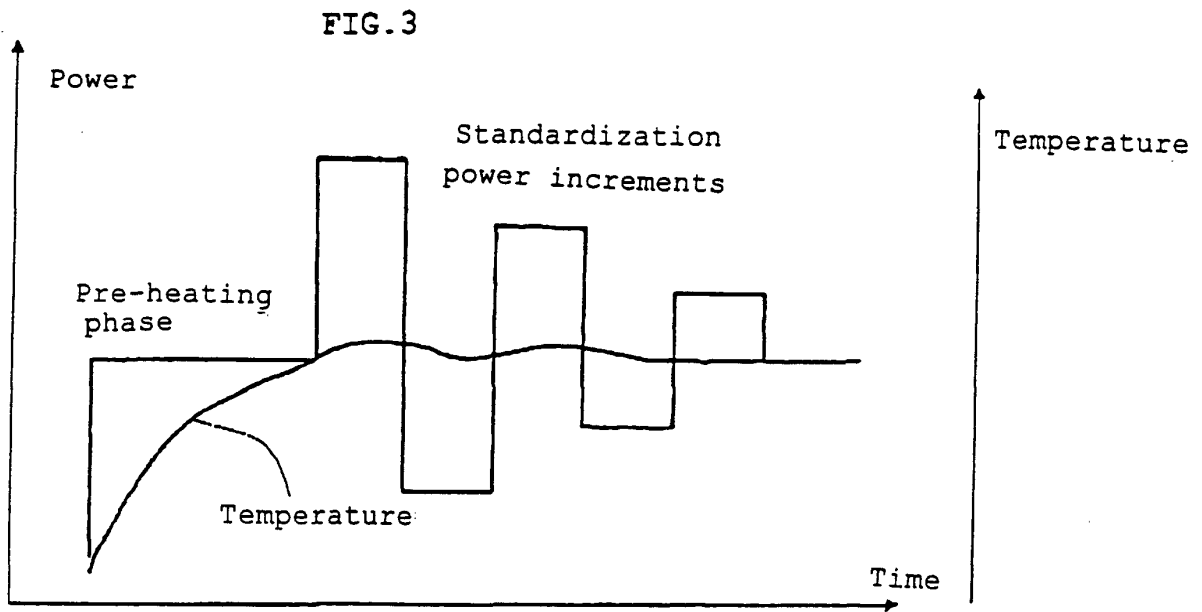 FIG.3
Power
Standardization
power increments
Temperature
Pre-heating
phase
Temperature
Time